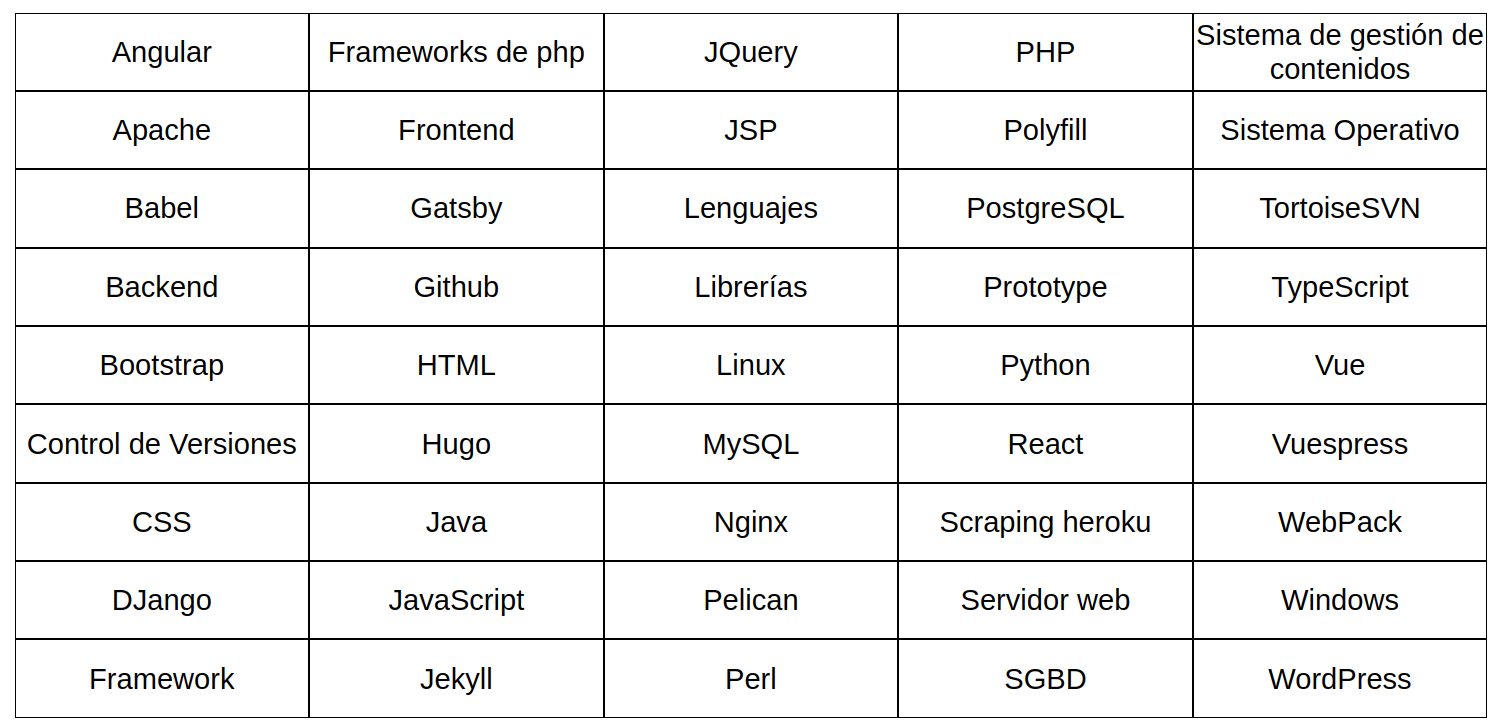 Angular Frameworks de php JQuery PHP Sistema de gestión de contenidos
Apache Frontend JSP Polyfill Sistema Operativo
Babel Gatsby Lenguajes PostgreSQL TortoiseSVN
Backend Github Librerías Prototype TypeScript
Bootstrap HTML Linux Python Vue
Control de Versiones Hugo MySQL React Vuespress
CSS Java Nginx Scraping heroku WebPack
DJango JavaScript Pelican Servidor web Windows
Framework Jekyll Perl SGBD WordPress